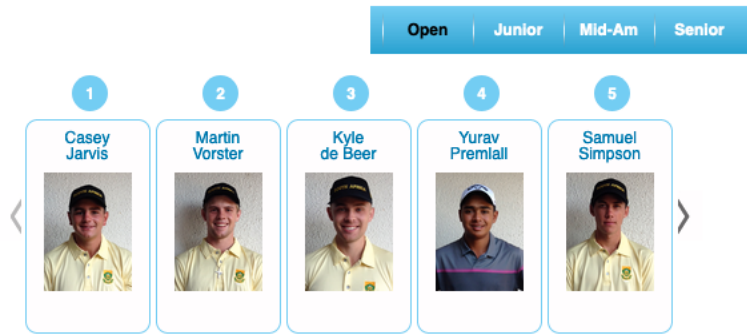 Open Junior Mid-Am Senior
1 2 3 4 5
Casey Jarvis
Martin Vorster
Kyle de Beer
Yurav Premlall
Samuel Simpson